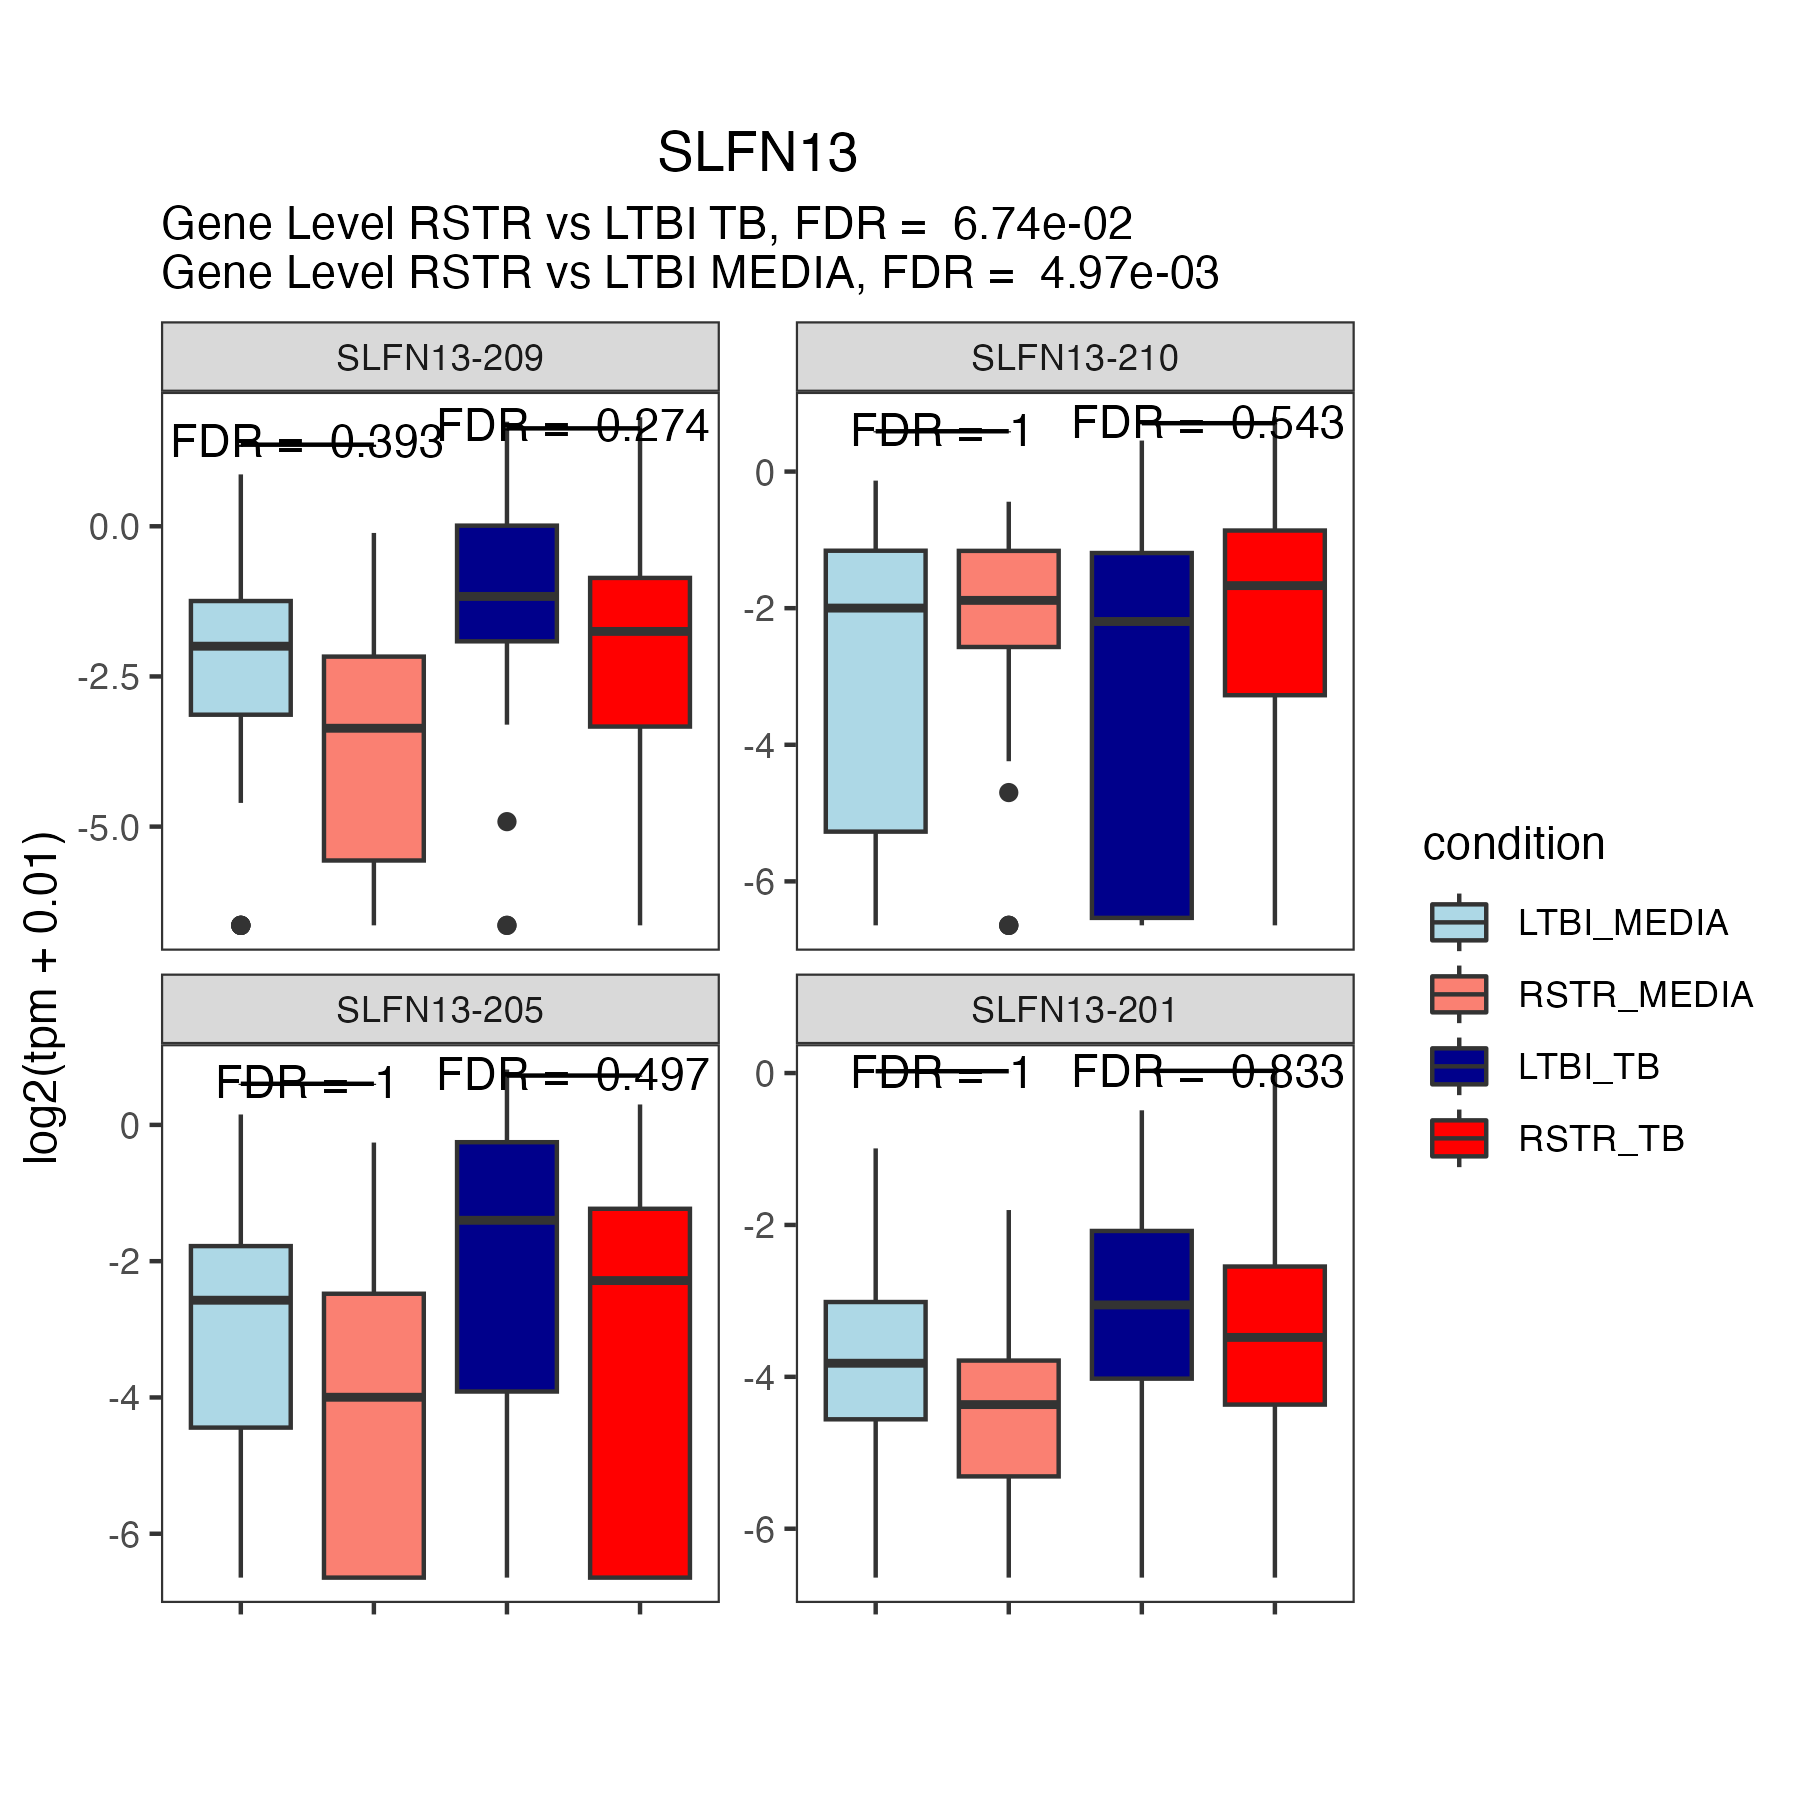 SLFN13
Gene Level RSTR vs LTBI TB, FDR =  6.74e-02
Gene Level RSTR vs LTBI MEDIA, FDR =  4.97e-03
SLFN13-209
FDR =  0.393
FDR =  0.274
0.0
-2.5
-5.0
SLFN13-210
FDR =  1
FDR =  0.543
0
-2
-4
-6
SLFN13-205
FDR =  1
FDR =  0.497
0
-2
-4
-6
SLFN13-201
FDR =  1
FDR =  0.833
0
-2
-4
-6
log2(tpm + 0.01)
condition
LTBI_MEDIA
RSTR_MEDIA
LTBI_TB
RSTR_TB